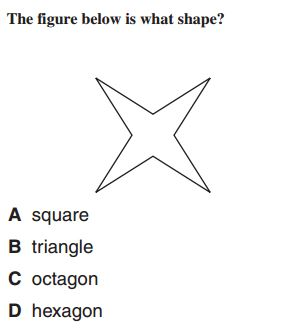 The figure below is what shape?
A square
B triangle
C octagon
D hexagon